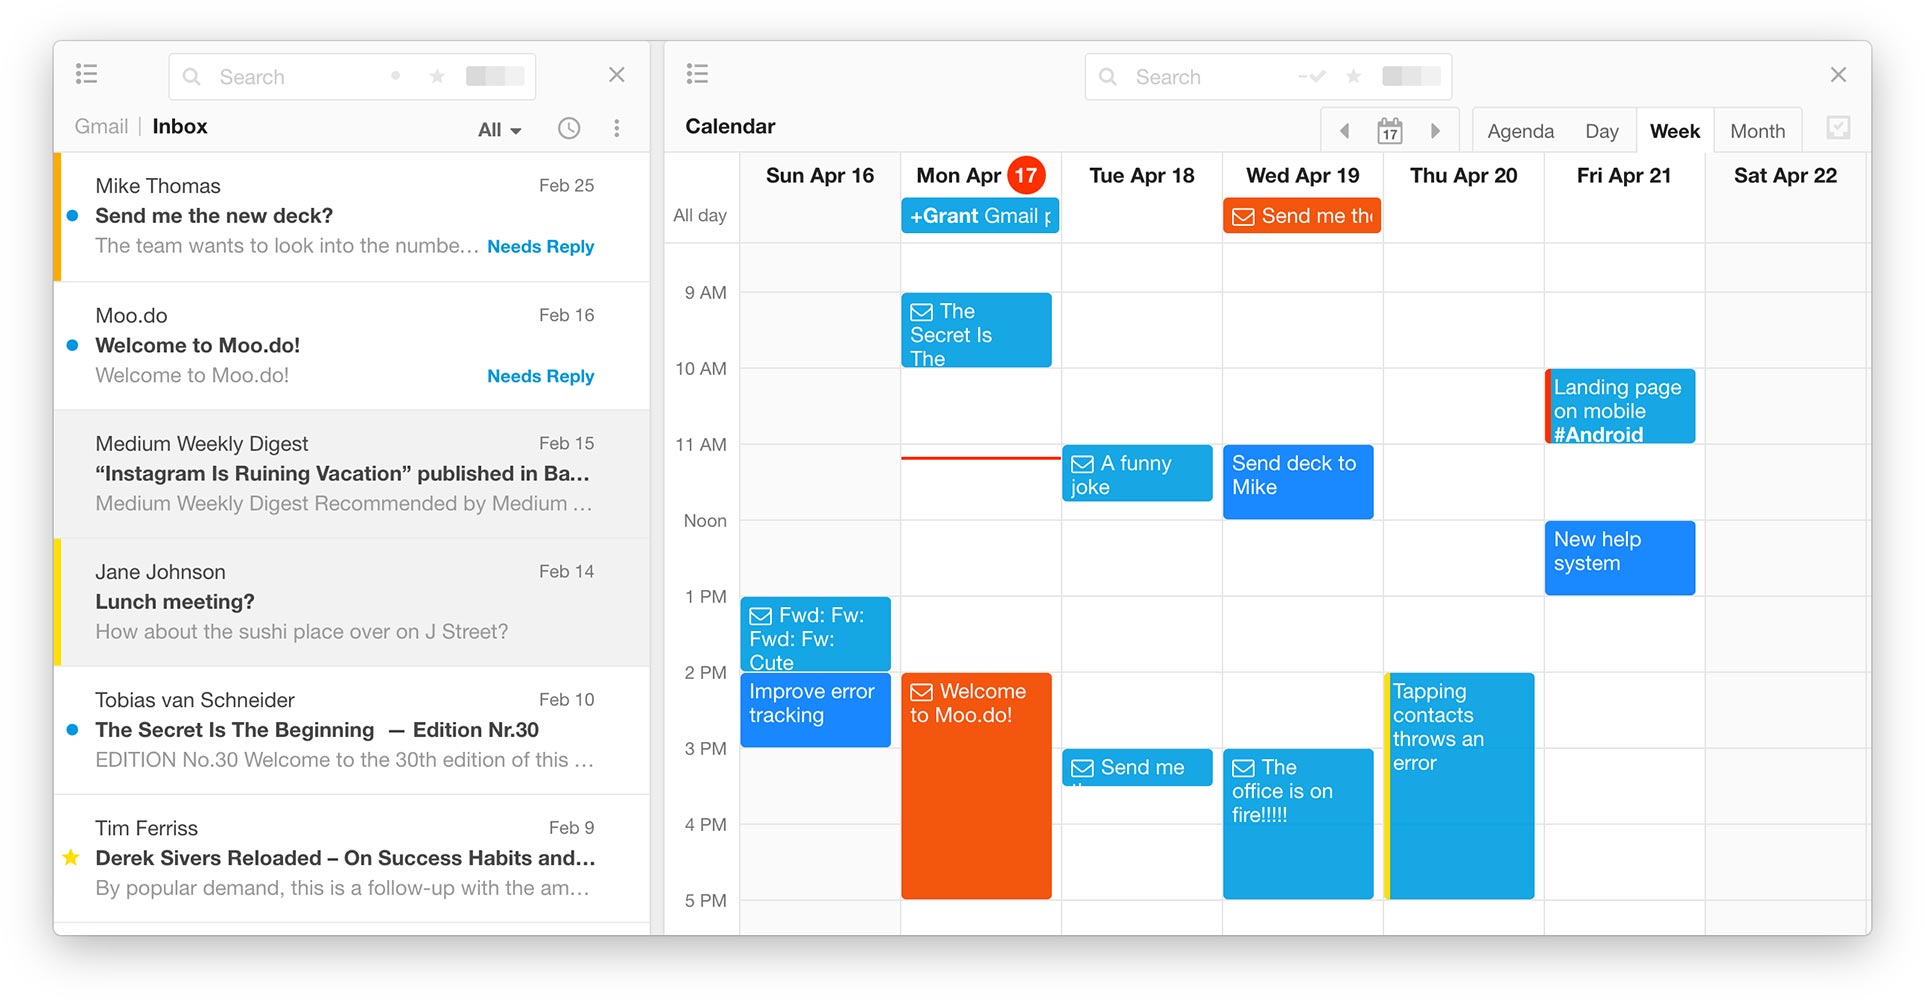 Search
Gmail | Inbox
All
Mike Thomas Feb 25
Send me the new deck?
The team wants to look into the numbe... Needs Reply
Moo.do Feb 16
Welcome to Moo.do!
Welcome to Moo.do! Needs Reply
Medium Weekly Digest Feb 15
“Instagram Is Ruining Vacation” published in Ba...
Medium Weekly Digest Recommended by Medium ...
Jane Johnson Feb 14
Lunch meeting?
How about the sushi place over on J Street?
Tobias van Schneider Feb 10
The Secret Is The Beginning — Edition Nr.30
EDITION No.30 Welcome to the 30th edition of this ...
Tim Ferriss Feb 9
Derek Sivers Reloaded – On Success Habits and...
By popular demand, this is a follow-up with the am...
Search
Calendar
17
Agenda Day Week Month
Sun Apr 16 Mon Apr 17 Tue Apr 18 Wed Apr 19 Thu Apr 20 Fri Apr 21 Sat Apr 22
All day
+Grant Gmail
Send me
9 AM
10 AM
11 AM
Noon
1 PM
2 PM
3 PM
4 PM
5 PM
Fwd: Fw:
Fwd: Fw:
Cute
Improve error
tracking
The
Secret Is
The
Welcome
to Moo.do!
A funny
joke
Send me
Send deck to
Mike
The
office is on
fire!!!!!
Tapping
contacts
throws an
error
Landing page
on mobile
#Android
New help
system